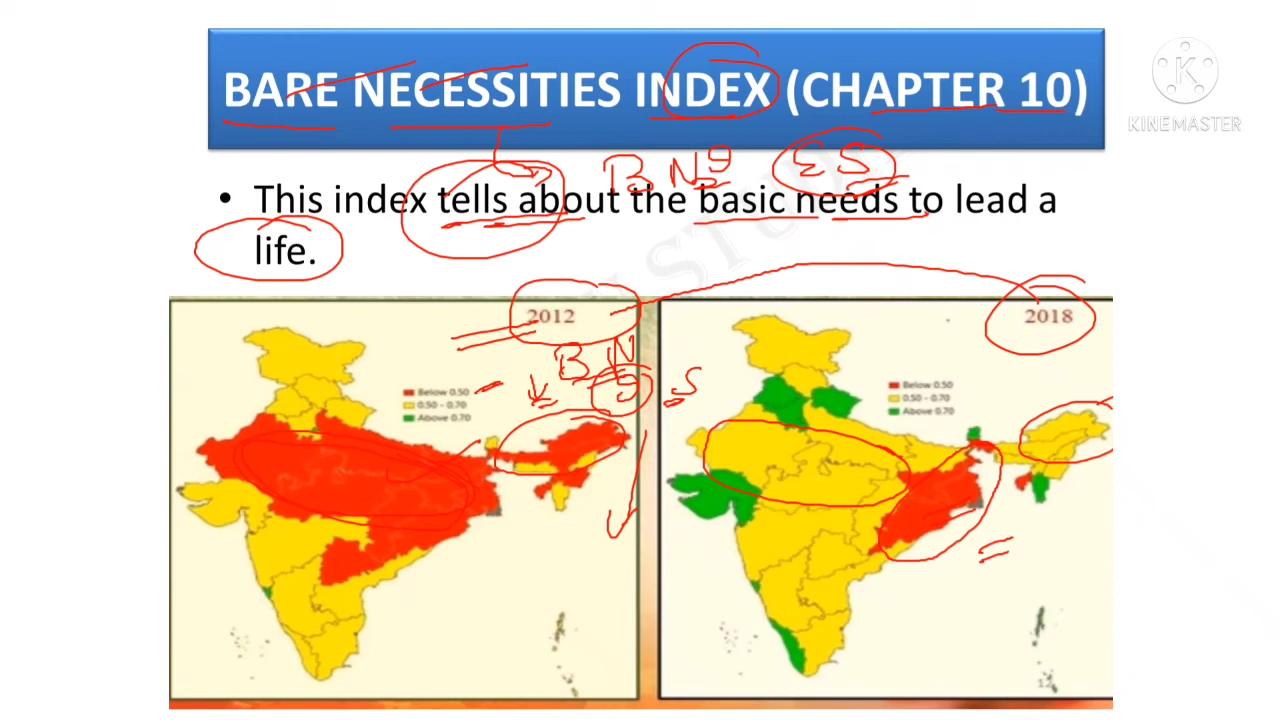 BARE NECESSITIES INDEX (CHAPTER 10)
KINEMASTER
B N ES
• This index tells about the basic needs to lead a
life.
2012
2018
B N
Below 0.50
0.50 - 0.70
Above 0.70
S
Below 0.50
0.50 - 0.70
Above 0.70
12